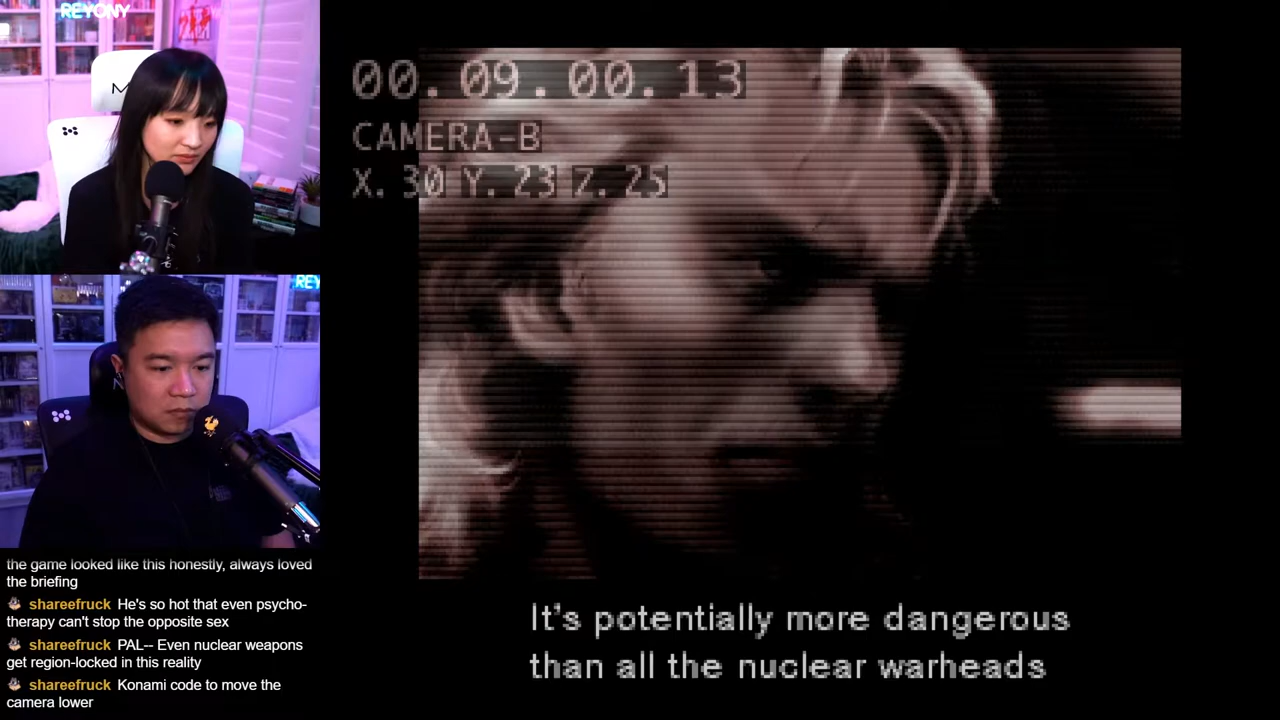 REYONY
REY
00.09.00.13
CAMERA-B
X. 30 Y. 23 Z. 25
It's potentially more dangerous
than all the nuclear warheads
the game looked like this honestly, always loved
the briefing
shareefruck He's so hot that even psycho-
therapy can't stop the opposite sex
shareefruck PAL-- Even nuclear weapons
get region-locked in this reality
shareefruck Konami code to move the
camera lower